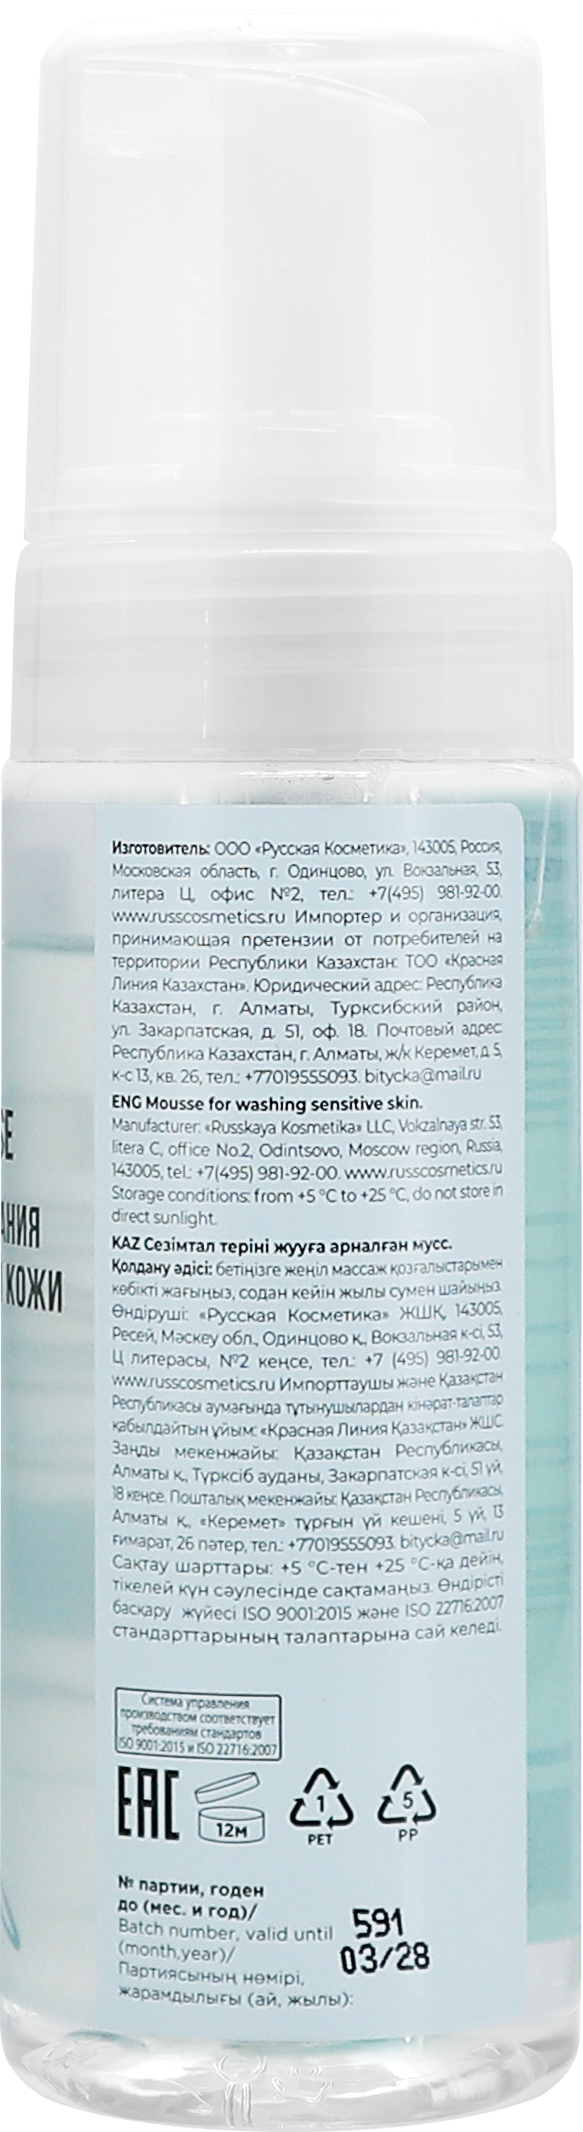 Изготовитель: ООО «Русская Косметика», 143005, Россия,
Московская область, г. Одинцово, ул. Вокзальная, 53,
литера Ц, офис №2, тел.: +7(495) 981-92-00.
www.russcosmetics.ru Импортер и организация,
принимающая претензии от потребителей на
территории Республики Казахстан: ТОО «Красная
Линия Казахстан». Юридический адрес: Республика
Казахстан, г. Алматы, Турксибский район,
ул. Закарпатская, д. 51, оф. 18. Почтовый адрес:
Республика Казахстан, г. Алматы, ж/к Керемет, д. 5,
к-с 13, кв. 26, тел.: +77019555093. bitycka@mail.ru
ENG Mousse for washing sensitive skin.
Manufacturer: «Russkaya Kosmetika» LLC, Vokzalnaya str. 53,
litera C, office No.2, Odintsovo, Moscow region, Russia,
143005, tel.: +7(495) 981-92-00. www.russcosmetics.ru
Storage conditions: from +5 °C to +25 °C, do not store in
direct sunlight.
KAZ Сезімтал теріні жууға арналған мусс.
Қолдану әдісі: бетіңізге жеңіл массаж қозғалыстарымен
көбікті жағыңыз, содан кейін жылы сумен шайыңыз.
Өндіруші: «Русская Косметика» ЖШҚ, 143005,
Ресей, Мәскеу обл., Одинцово қ., Вокзальная к-сі, 53,
Ц литерасы, №2 кеңсе, тел.: +7 (495) 981-92-00.
www.russcosmetics.ru Импорттаушы және Қазақстан
Республикасы аумағында тұтынушылардан кінәрат-талаптар
қабылдайтын ұйым: «Красная Линия Қазақстан» ЖШС.
Заңды мекенжайы: Қазақстан Республикасы,
Алматы қ., Түрксіб ауданы, Закарпатская к-сі, 51 үй,
18 кеңсе. Пошталық мекенжайы: Қазақстан Республикасы,
Алматы қ., «Керемет» тұрғын үй кешені, 5 үй, 13
ғимарат, 26 пәтер, тел.: +77019555093. bitycka@mail.ru
Сақтау шарттары: +5 °С-тен +25 °С-қа дейін,
тікелей күн сәулесінде сақтамаңыз. Өндірісті
басқару жүйесі ISO 9001:2015 және ISO 22716:2007
стандарттарының талаптарына сай келеді.
SE
АНИЯ
КОЖИ
Система управления
производством соответствует
требованиям стандартов
ISO 9001:2015 и ISO 22716:2007
EAC
12М
1
PET
5
PP
№ партии, годен
до (мес. и год)/
Batch number, valid until
(month,year)/
Партиясының нөмірі,
жарамдылығы (ай, жылы):
591
03/28